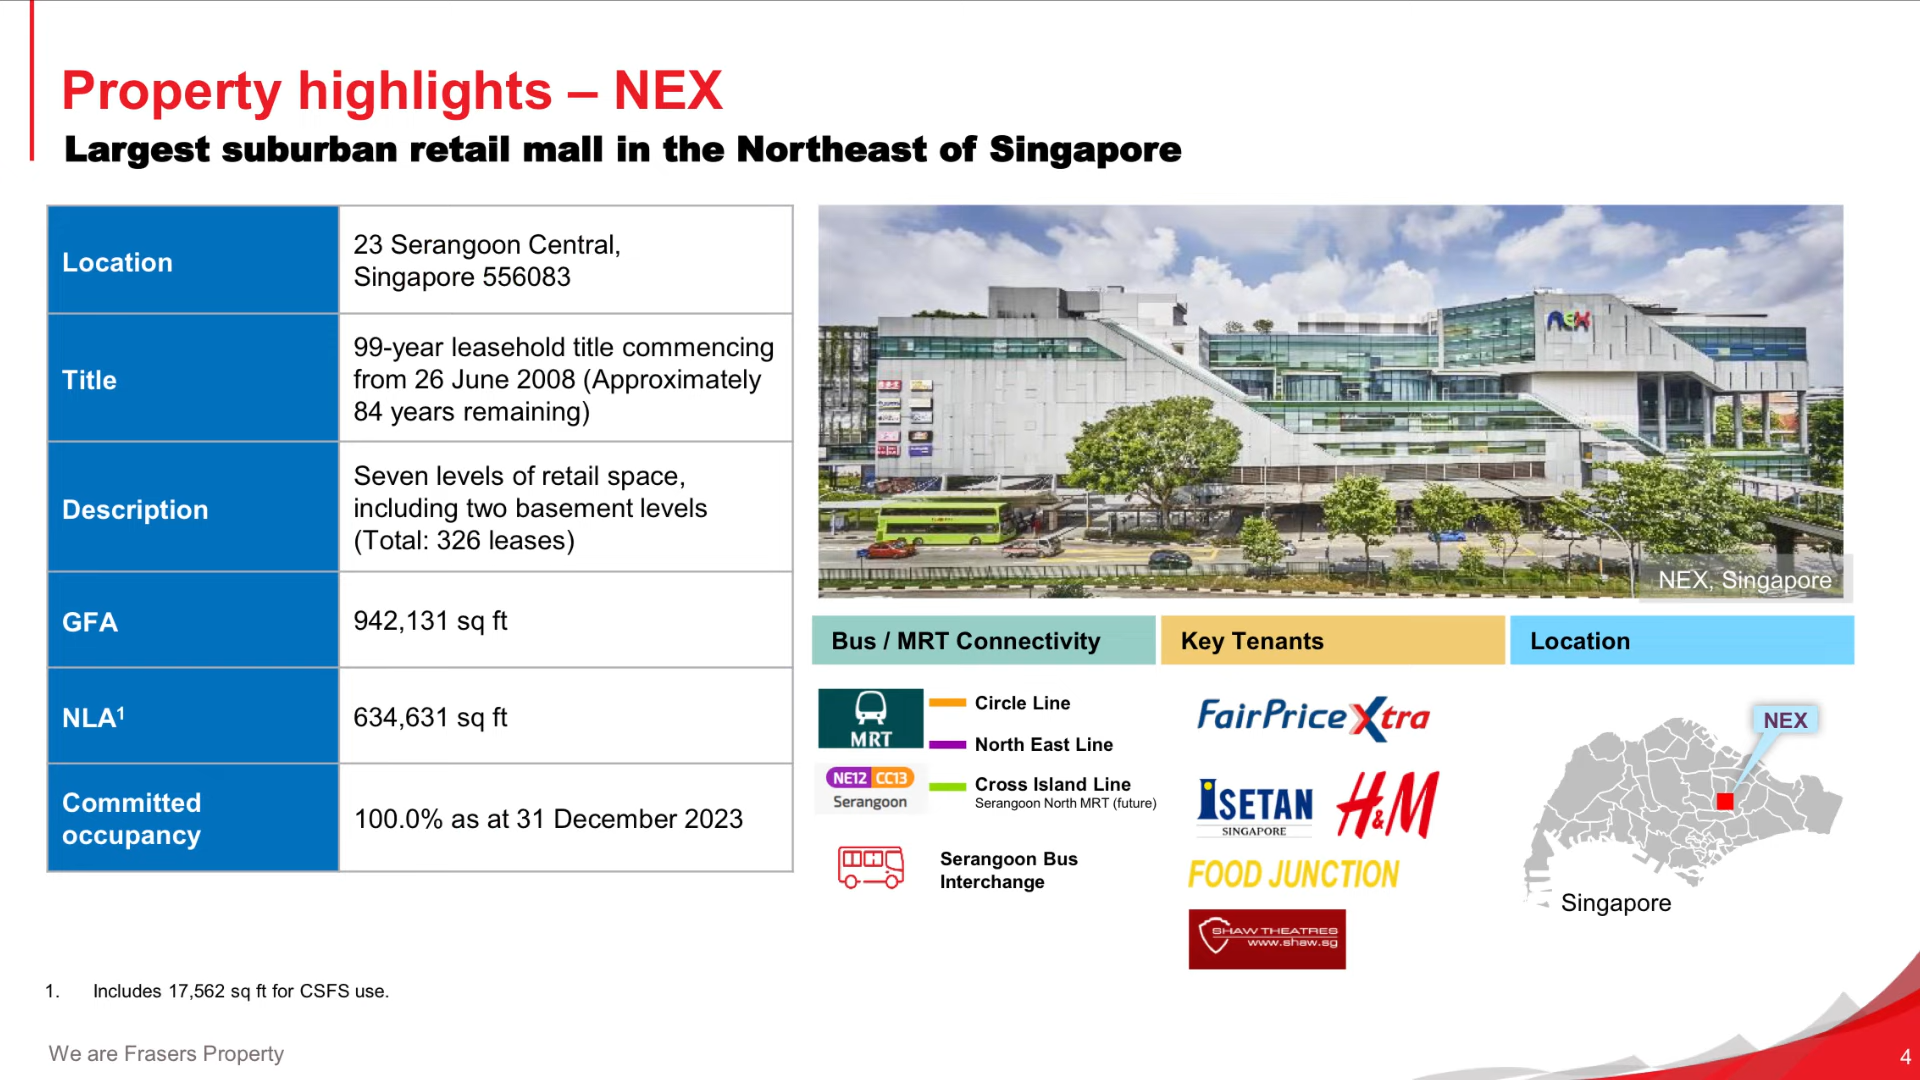 Property highlights – NEX
Largest suburban retail mall in the Northeast of Singapore
Location
23 Serangoon Central,
Singapore 556083
Title
99-year leasehold title commencing
from 26 June 2008 (Approximately
84 years remaining)
Description
Seven levels of retail space,
including two basement levels
(Total: 326 leases)
GFA
942,131 sq ft
NLA¹
634,631 sq ft
Committed
occupancy
100.0% as at 31 December 2023
NEX
NEX, Singapore
Bus / MRT Connectivity
MRT
Circle Line
North East Line
NE12 CC13
Serangoon
Cross Island Line
Serangoon North MRT (future)
Serangoon Bus
Interchange
Key Tenants
FairPrice Xtra
ISETAN
SINGAPORE
H&M
FOOD JUNCTION
SHAW THEATRES
www.shaw.sg
Location
NEX
Singapore
1. Includes 17,562 sq ft for CSFS use.
We are Frasers Property
4